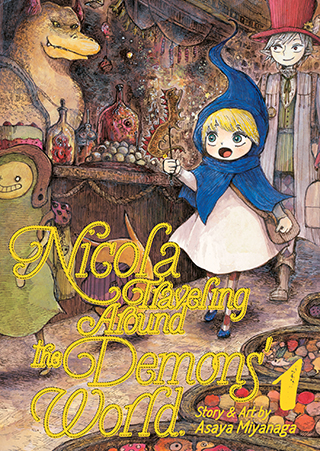 Nicola
Traveling
Around
the Demons'
World.
1
Story & Art by
Asaya Miyanaga